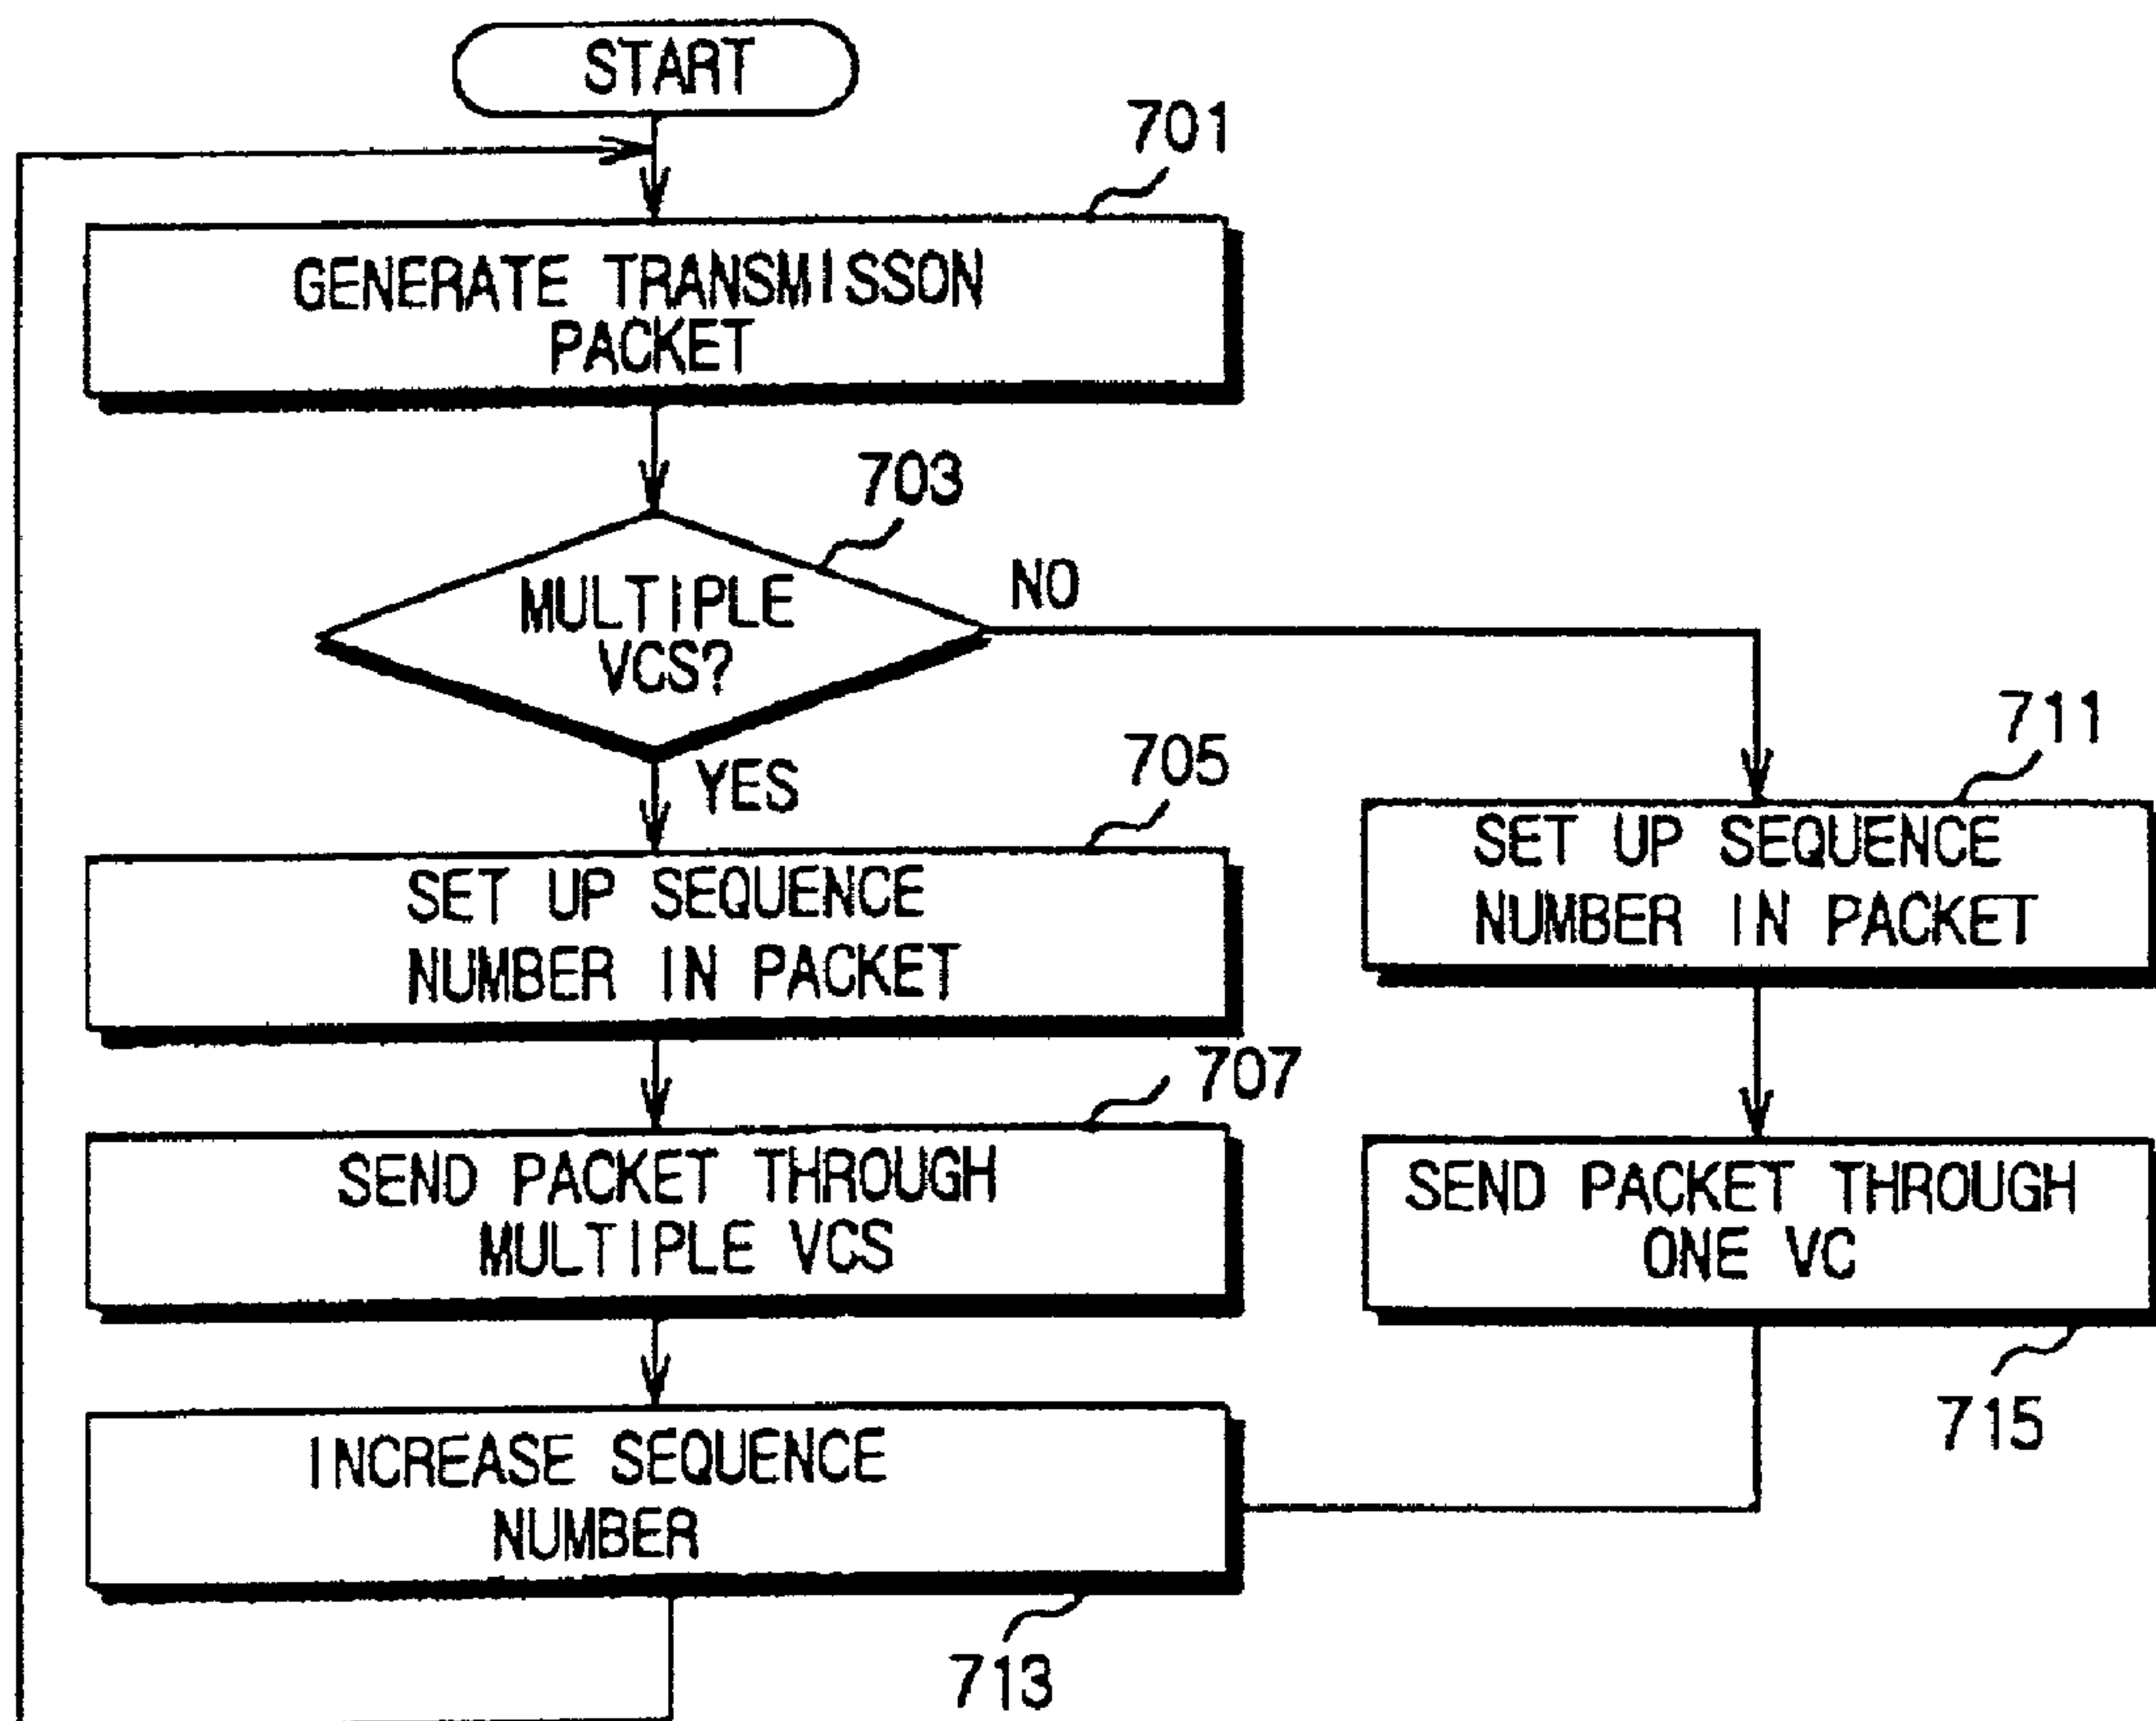 START
701
GENERATE TRANSMISSON
PACKET
703
MULTIPLE
VCS?
NO
YES
705
SET UP SEQUENCE
NUMBER IN PACKET
711
SET UP SEQUENCE
NUMBER IN PACKET
707
SEND PACKET THROUGH
MULTIPLE VCS
SEND PACKET THROUGH
ONE VC
715
INCREASE SEQUENCE
NUMBER
713